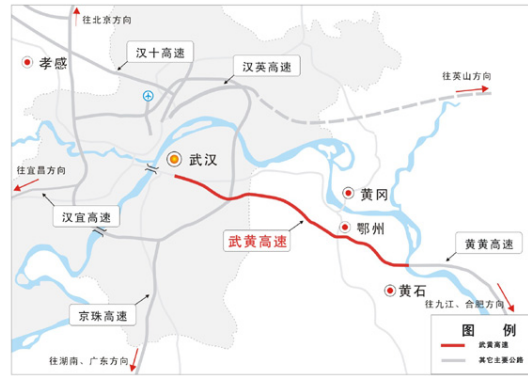 往北京方向
汉十高速
孝感
汉英高速
往英山方向
武汉
往宜昌方向
黄冈
汉宜高速
鄂州
武黄高速
黄黄高速
黄石
京珠高速
往九江、合肥方向
往湖南、广东方向
图 例
武黄高速
其它主要公路